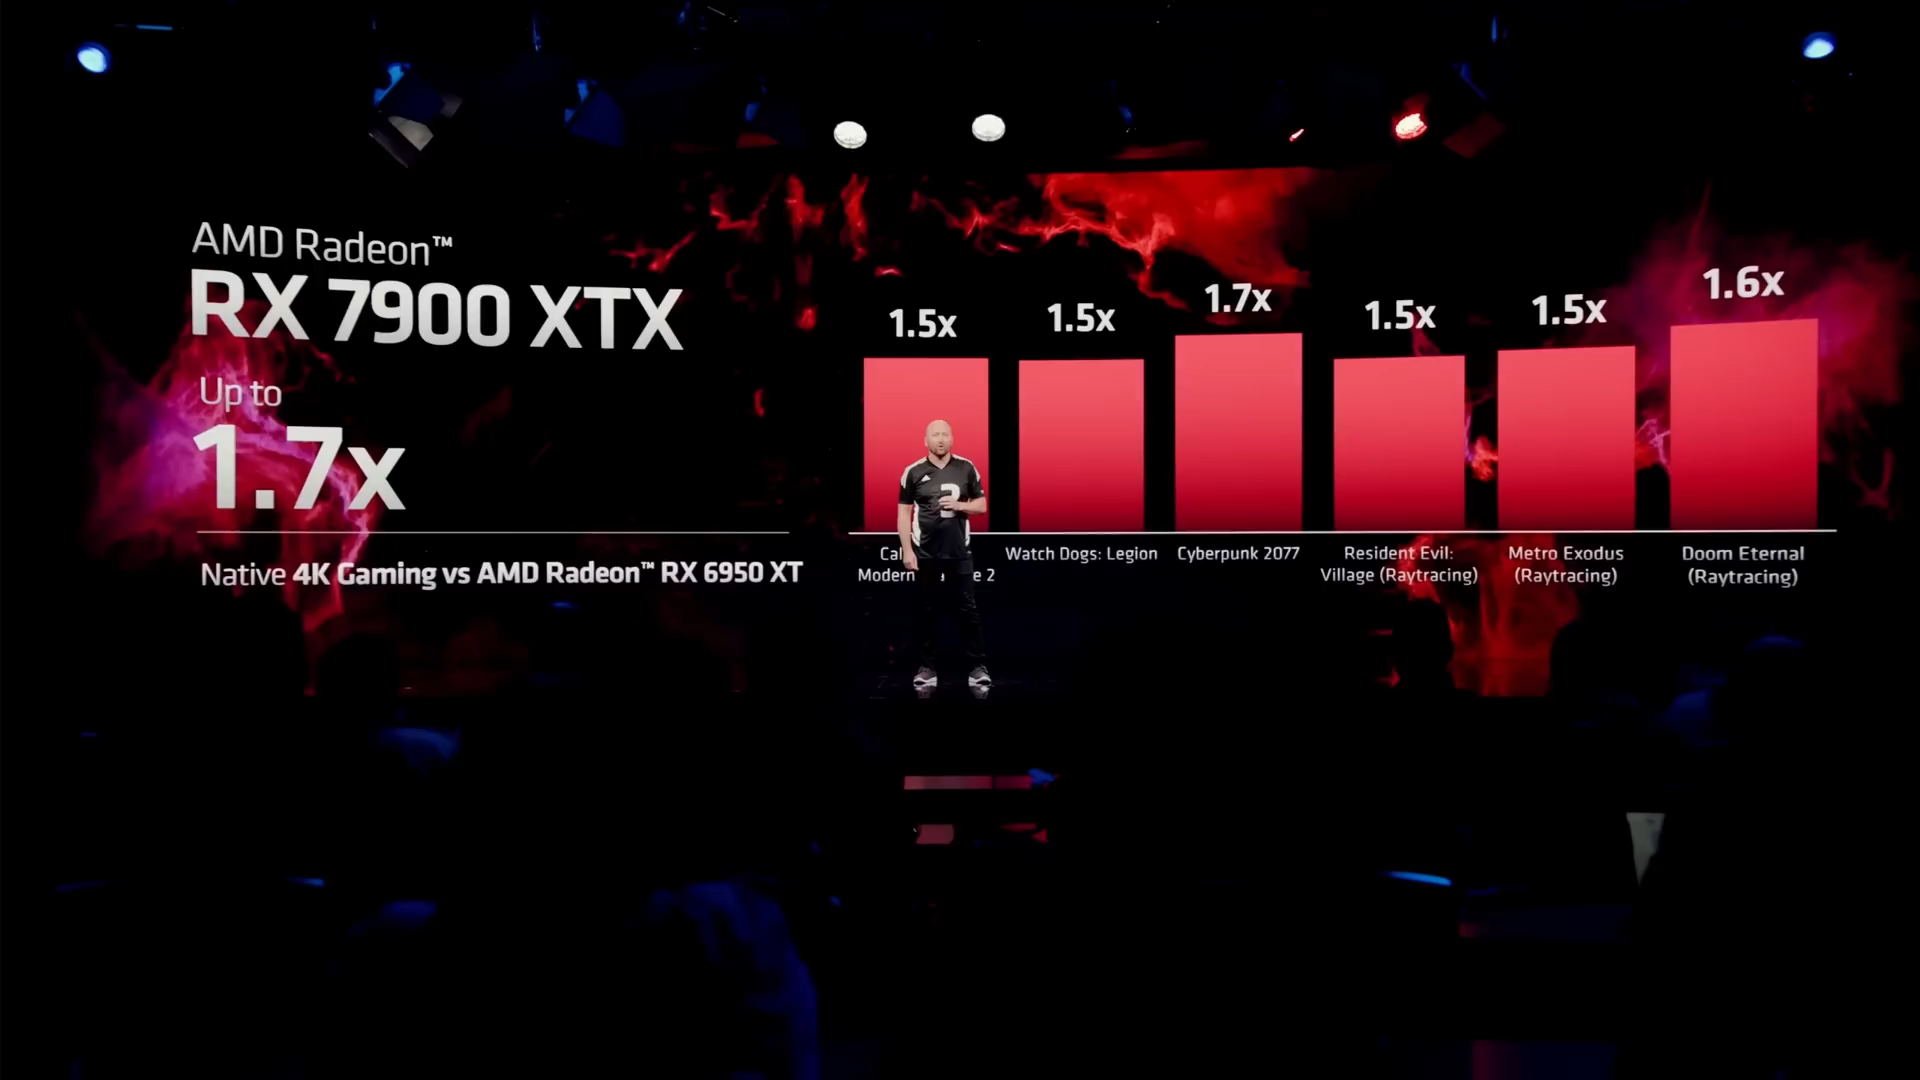 AMD Radeon™
RX 7900 XTX
Up to
1.7x
Native 4K Gaming vs AMD Radeon™ RX 6950 XT
1.5x
1.5x
1.7x
1.5x
1.5x
1.6x
2
Watch Dogs: Legion
Cyberpunk 2077
Resident Evil:
Village (Raytracing)
Metro Exodus
(Raytracing)
Doom Eternal
(Raytracing)